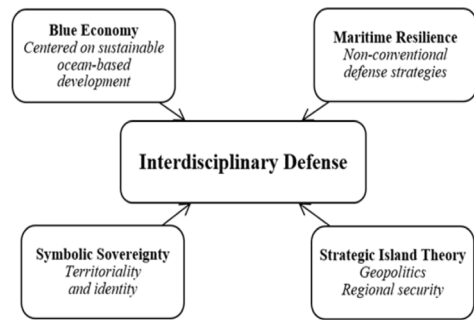 Blue Economy
Centered on sustainable
ocean-based
development
Maritime Resilience
Non-conventional
defense strategies
Interdisciplinary Defense
Symbolic Sovereignty
Territoriality
and identity
Strategic Island Theory
Geopolitics
Regional security